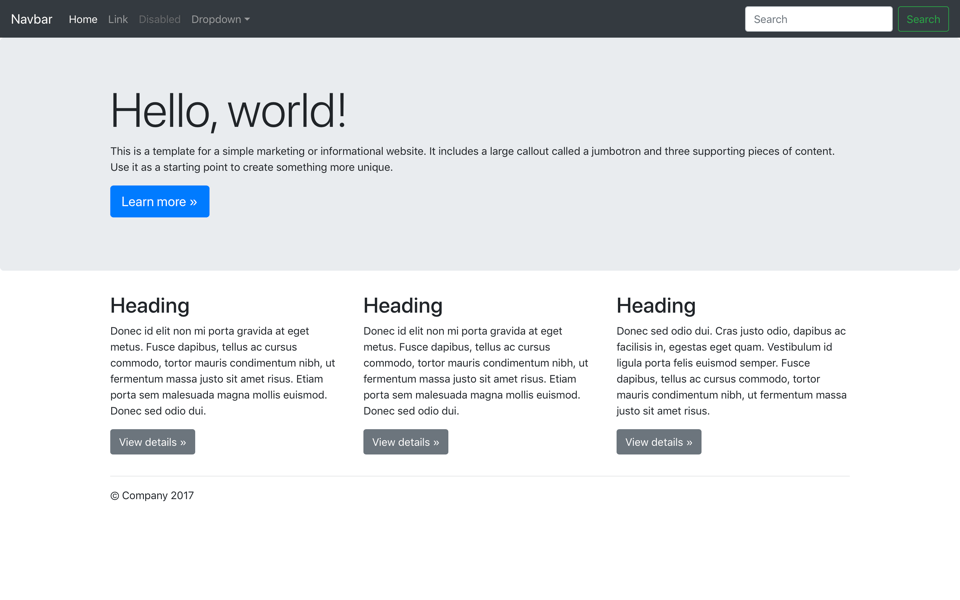 Navbar Home Link Disabled Dropdown Search Search
Hello, world!
This is a template for a simple marketing or informational website. It includes a large callout called a jumbotron and three supporting pieces of content.
Use it as a starting point to create something more unique.
Learn more »
Heading
Donec id elit non mi porta gravida at eget
metus. Fusce dapibus, tellus ac cursus
commodo, tortor mauris condimentum nibh, ut
fermentum massa justo sit amet risus. Etiam
porta sem malesuada magna mollis euismod.
Donec sed odio dui.
View details »
Heading
Donec id elit non mi porta gravida at eget
metus. Fusce dapibus, tellus ac cursus
commodo, tortor mauris condimentum nibh, ut
fermentum massa justo sit amet risus. Etiam
porta sem malesuada magna mollis euismod.
Donec sed odio dui.
View details »
Heading
Donec sed odio dui. Cras justo odio, dapibus ac
facilisis in, egestas eget quam. Vestibulum id
ligula porta felis euismod semper. Fusce
dapibus, tellus ac cursus commodo, tortor
mauris condimentum nibh, ut fermentum massa
justo sit amet risus.
View details »
© Company 2017